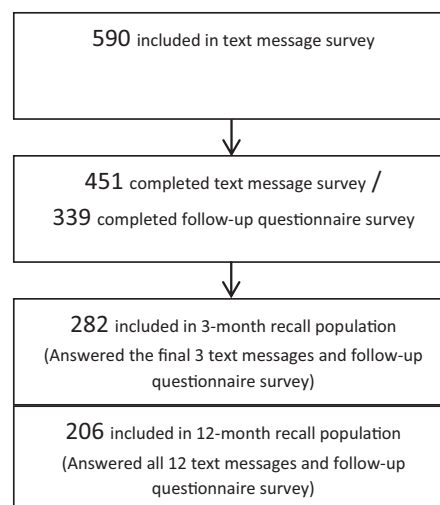 590 included in text message survey
451 completed text message survey /
339 completed follow-up questionnaire survey
282 included in 3-month recall population
(Answered the final 3 text messages and follow-up
questionnaire survey)
206 included in 12-month recall population
(Answered all 12 text messages and follow-up
questionnaire survey)